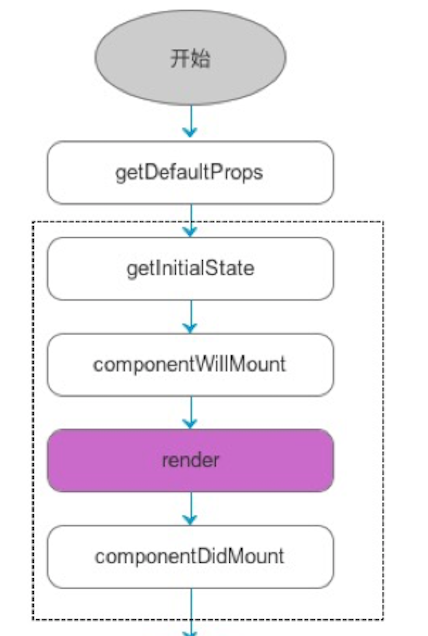 开始
getDefaultProps
getInitialState
componentWillMount
render
componentDidMount